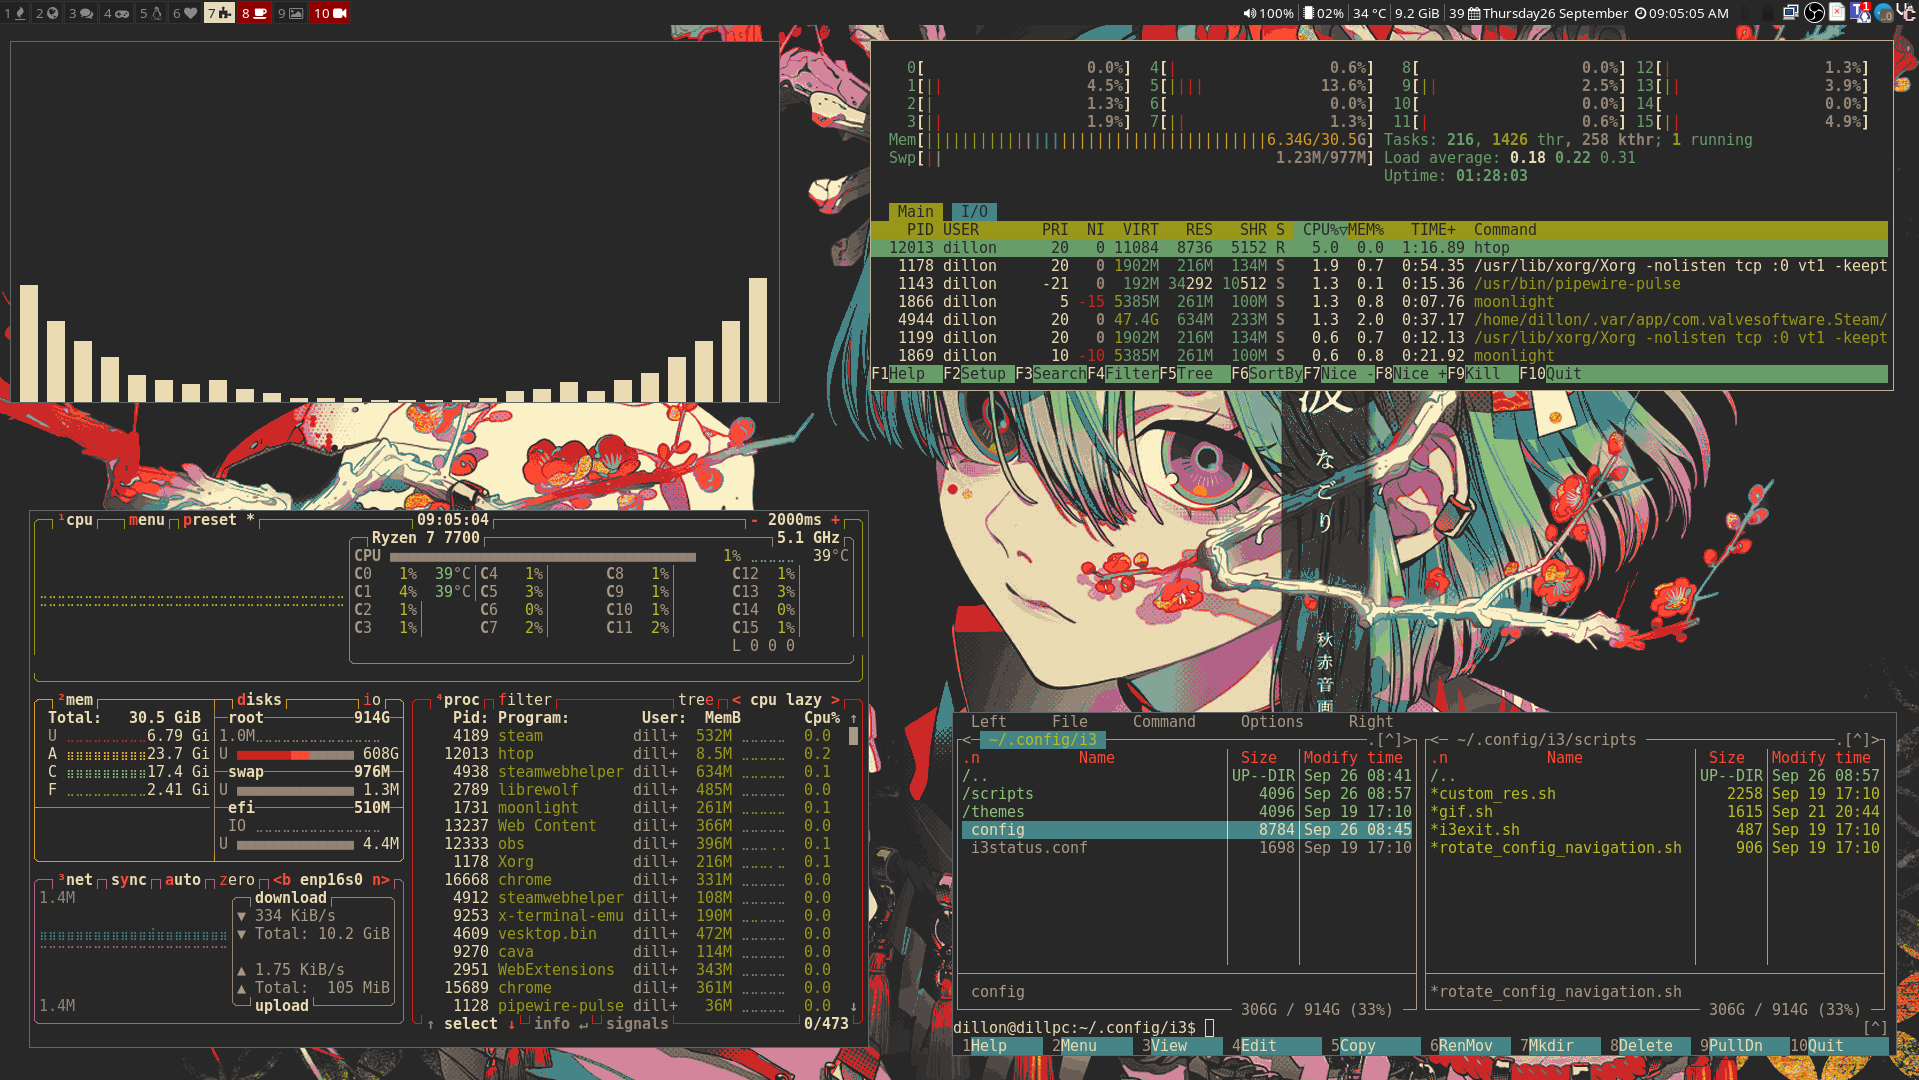 1 2 3 4 5 6 7 8 9 10
100% 02% 34 °C 9.2 GiB 39 Thursday26 September 09:05:05 AM
0[ 0.0%] 4[ 0.6%] 8[ 0.0%] 12[ 1.3%]
1[ 4.5%] 5[ 13.6%] 9[ 2.5%] 13[ 3.9%]
2[ 1.3%] 6[ 0.0%] 10[ 0.0%] 14[ 0.0%]
3[ 1.9%] 7[ 1.3%] 11[ 0.6%] 15[ 4.9%]
Mem[ 6.34G/30.5G] Tasks: 216, 1426 thr, 258 kthr; 1 running
Swp[ 1.23M/977M] Load average: 0.18 0.22 0.31
Uptime: 01:28:03
Main I/O
PID USER PRI NI VIRT RES SHR S CPU%▽MEM% TIME+ Command
12013 dillon 20 0 11084 8736 5152 R 5.0 0.0 1:16.89 htop
1178 dillon 20 0 1902M 216M 134M S 1.9 0.7 0:54.35 /usr/lib/xorg/Xorg -nolisten tcp :0 vt1 -keept
1143 dillon -21 0 192M 34292 10512 S 1.3 0.1 0:15.36 /usr/bin/pipewire-pulse
1866 dillon 5 -15 5385M 261M 100M S 1.3 0.8 0:07.76 moonlight
4944 dillon 20 0 47.4G 634M 233M S 1.3 2.0 0:37.17 /home/dillon/.var/app/com.valvesoftware.Steam/
1199 dillon 20 0 1902M 216M 134M S 0.6 0.7 0:12.13 /usr/lib/xorg/Xorg -nolisten tcp :0 vt1 -keept
1869 dillon 10 -10 5385M 261M 100M S 0.6 0.8 0:21.92 moonlight
F1Help F2Setup F3SearchF4FilterF5Tree F6SortByF7Nice -F8Nice +F9Kill F10Quit
なごり
秋赤音画
¹cpu menu preset * 09:05:04 - 2000ms +
Ryzen 7 7700 5.1 GHz
CPU 1% 39°C
C0 1% 39°C C4 1% C8 1% C12 1%
C1 4% 39°C C5 3% C9 1% C13 3%
C2 1% C6 0% C10 1% C14 0%
C3 1% C7 2% C11 2% C15 1%
L 0 0 0
²mem disks io
Total: 30.5 GiB root 914G
U 6.79 Gi 1.0M
A 23.7 Gi U 608G
C 17.4 Gi swap 976M
F 2.41 Gi U 1.3M
efi 510M
IO
U 4.4M
³net sync auto zero <b enp16s0 n>
1.4M download
▼ 334 KiB/s
▼ Total: 10.2 GiB
▲ 1.75 KiB/s
▲ Total: 105 MiB
1.4M upload
⁴proc filter tree < cpu lazy >
Pid: Program: User: MemB Cpu% ↑
4189 steam dill+ 532M 0.0
12013 htop dill+ 8.5M 0.2
4938 steamwebhelper dill+ 634M 0.1
2789 librewolf dill+ 485M 0.0
1731 moonlight dill+ 261M 0.1
13237 Web Content dill+ 366M 0.0
12333 obs dill+ 396M 0.1
1178 Xorg dill+ 216M 0.1
16668 chrome dill+ 331M 0.0
4912 steamwebhelper dill+ 108M 0.0
9253 x-terminal-emu dill+ 190M 0.0
4609 vesktop.bin dill+ 472M 0.0
9270 cava dill+ 114M 0.0
2951 WebExtensions dill+ 343M 0.0
15689 chrome dill+ 361M 0.0
1128 pipewire-pulse dill+ 36M 0.0 ↓
↑ select ↓ info ↵ signals 0/473
Left File Command Options Right
<─ ~/.config/i3 .[^]>
.n Name Size Modify time
/.. UP--DIR Sep 26 08:41
/scripts 4096 Sep 26 08:57
/themes 4096 Sep 19 17:10
config 8784 Sep 26 08:45
i3status.conf 1698 Sep 19 17:10
config
306G / 914G (33%)
<─ ~/.config/i3/scripts .[^]>
.n Name Size Modify time
/.. UP--DIR Sep 26 08:57
*custom_res.sh 2258 Sep 19 17:10
*gif.sh 1615 Sep 21 20:44
*i3exit.sh 487 Sep 19 17:10
*rotate_config_navigation.sh 906 Sep 19 17:10
*rotate_config_navigation.sh
306G / 914G (33%)
dillon@dillpc:~/.config/i3$ [^]
1Help 2Menu 3View 4Edit 5Copy 6RenMov 7Mkdir 8Delete 9PullDn 10Quit